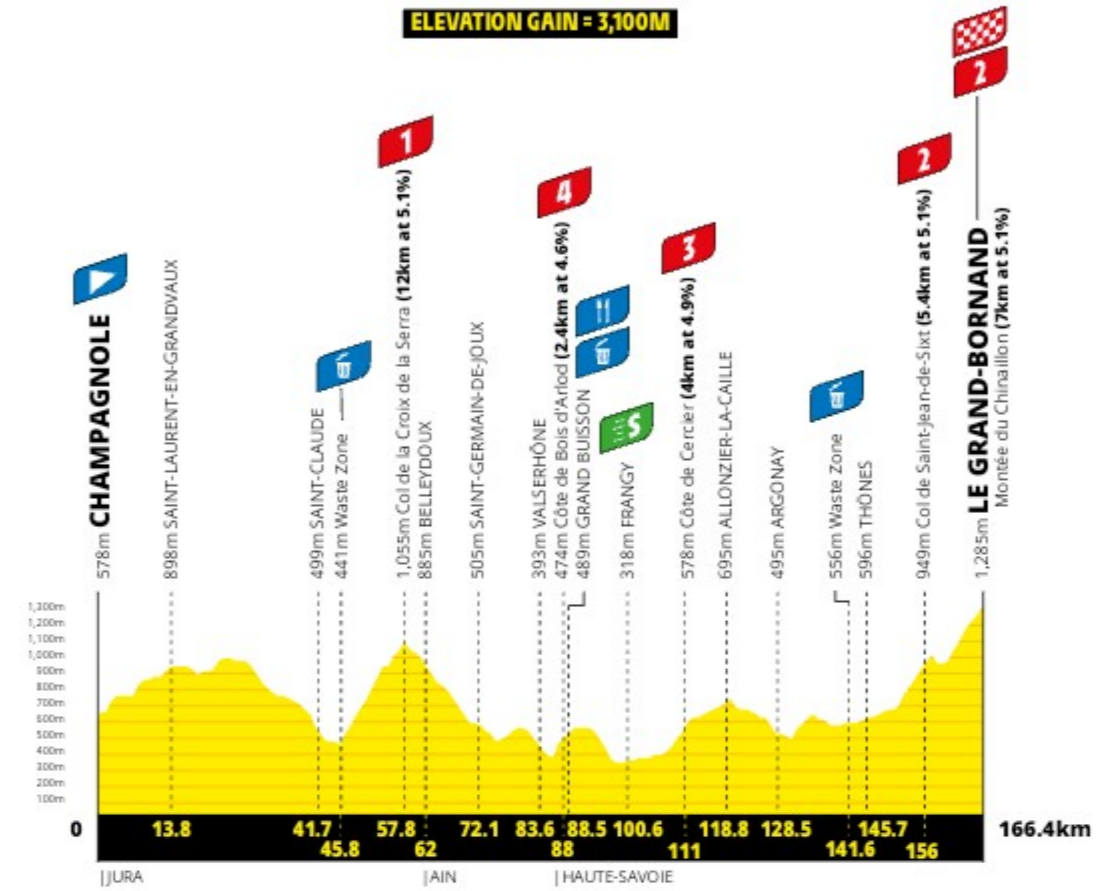 ELEVATION GAIN = 3,100M
578m CHAMPAGNOLE
898m SAINT-LAURENT-EN-GRANDVAUX
499m SAINT-CLAUDE
441m Waste Zone
1
1,055m Col de la Croix de la Serra (12km at 5.1%)
885m BELLEYDOUX
505m SAINT-GERMAIN-DE-JOUX
393m VALSERHÔNE
4
474m Côte de Bois d'Arlod (2.4km at 4.6%)
489m GRAND BUISSON
S
318m FRANGY
3
578m Côte de Cercier (4km at 4.9%)
695m ALLONZIER-LA-CAILLE
495m ARGONAY
556m Waste Zone
596m THÔNES
2
949m Col de Saint-Jean-de-Sixt (5.4km at 5.1%)
2
1,285m LE GRAND-BORNAND
Montée du Chinaillon (7km at 5.1%)
1,300m
1,200m
1,100m
1,000m
900m
800m
700m
600m
500m
400m
300m
200m
100m
0 13.8 41.7 57.8 72.1 83.6 88.5 100.6 118.8 128.5 145.7 166.4km
45.8 62 88 111 141.6 156
|JURA |AIN |HAUTE-SAVOIE